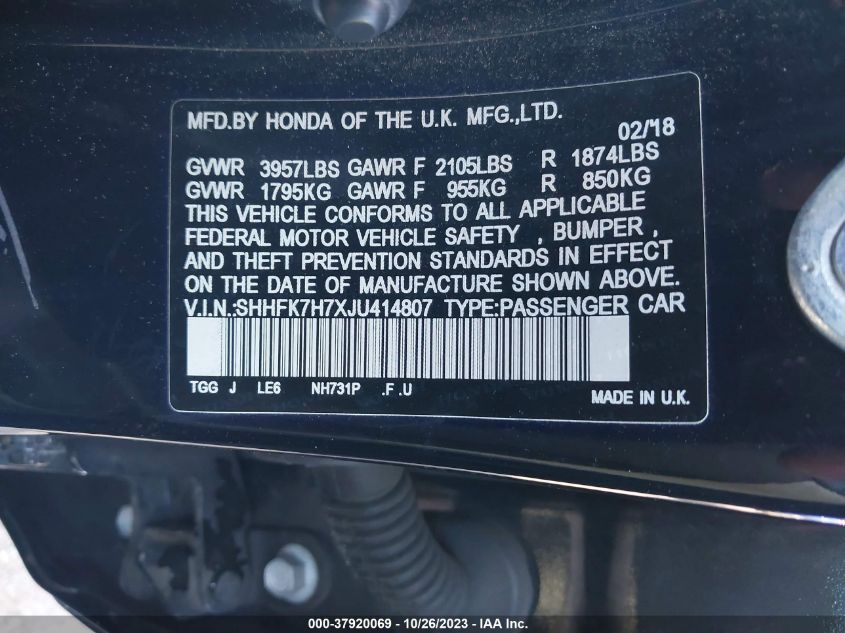 MFD.BY HONDA OF THE U.K. MFG.,LTD.
02/'18
GVWR 3957LBS GAWR F 2105LBS R 1874LBS
GVWR 1795KG GAWR F 955KG R 850KG
THIS VEHICLE CONFORMS TO ALL APPLICABLE
FEDERAL MOTOR VEHICLE SAFETY , BUMPER ,
AND THEFT PREVENTION STANDARDS IN EFFECT
ON THE DATE OF MANUFACTURE SHOWN ABOVE.
V.I.N.:SHHFK7H7XJU414807 TYPE:PASSENGER CAR
TGG J LE6 NH731P .F .U
MADE IN U.K.
000-37920069 - 10/26/2023 - IAA Inc.